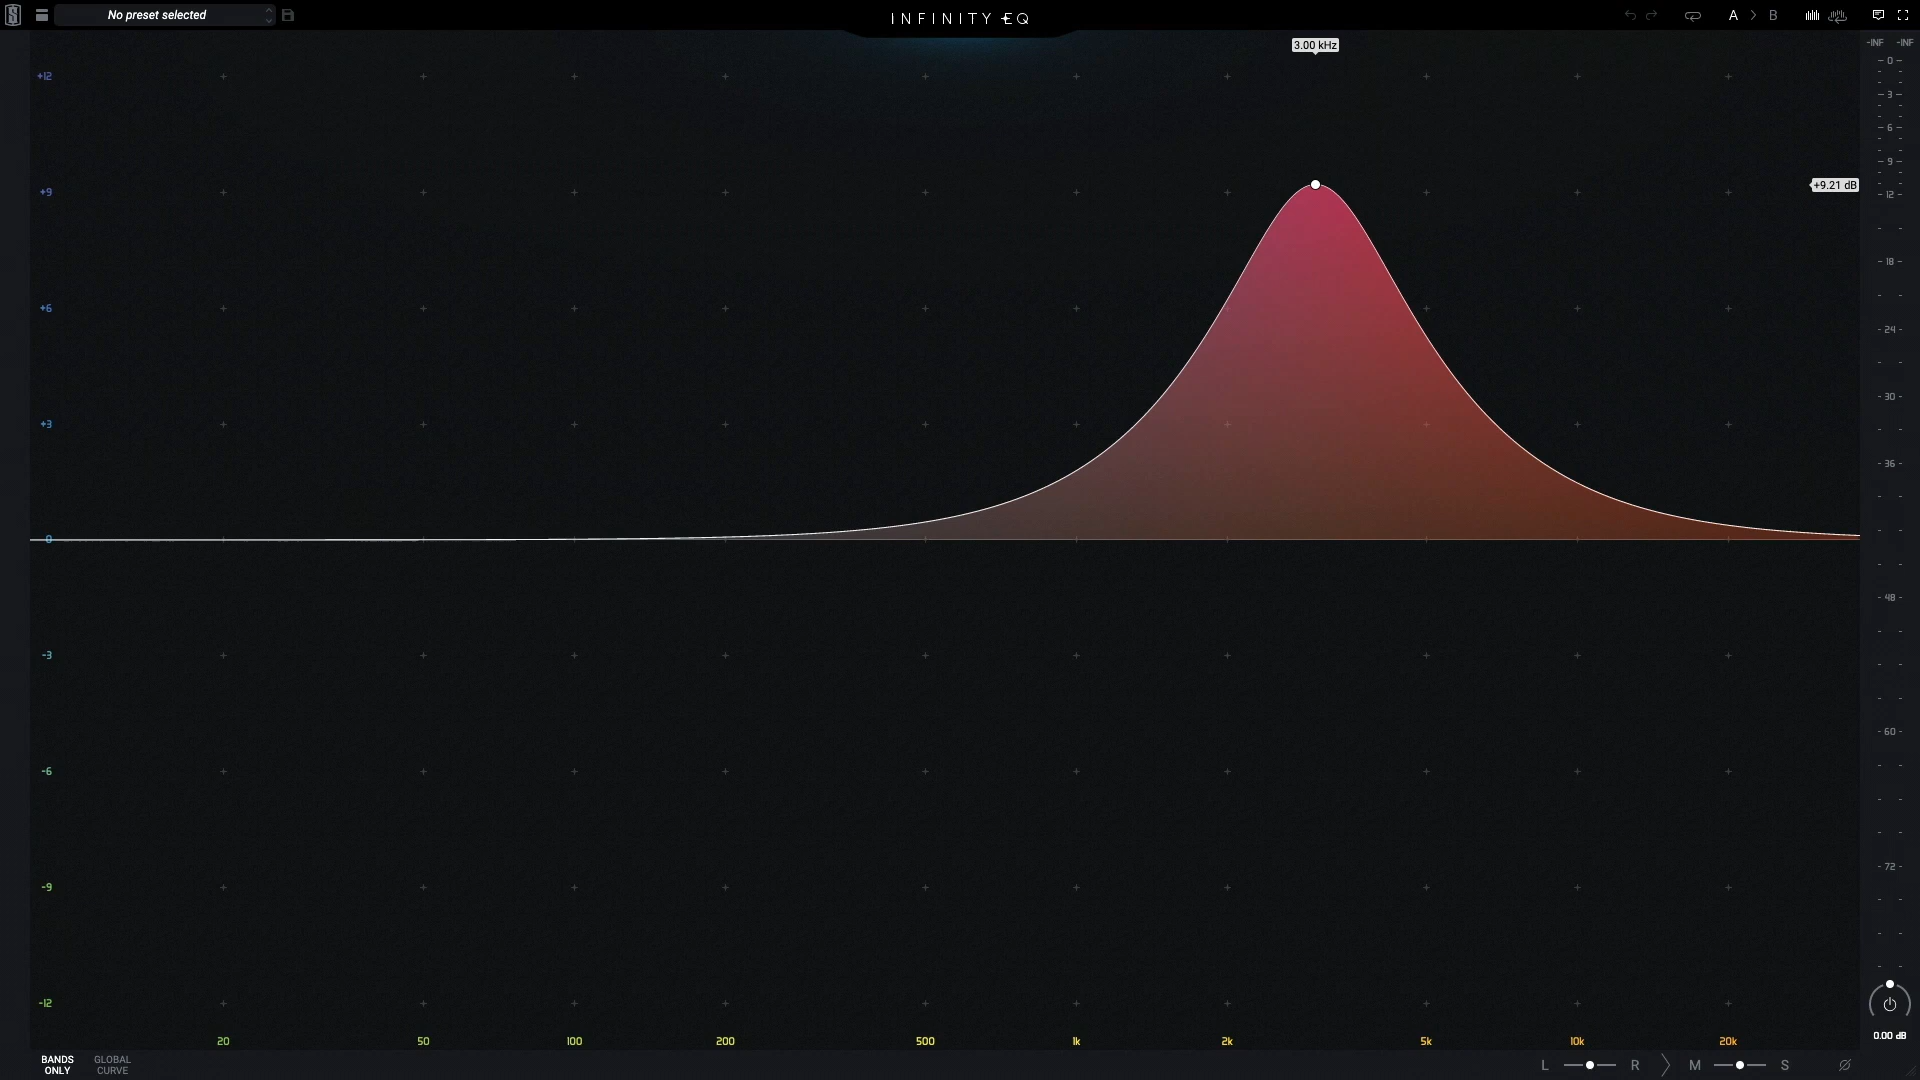 No preset selected
INFINITY EQ
A > B
3.00 kHz
-INF -INF
+12
+9
+6
+3
0
-3
-6
-9
-12
+9.21 dB
0
3
6
9
12
18
24
30
36
48
60
72
0.00 dB
20 50 100 200 500 1k 2k 5k 10k 20k
BANDS ONLY
GLOBAL CURVE
L R M S